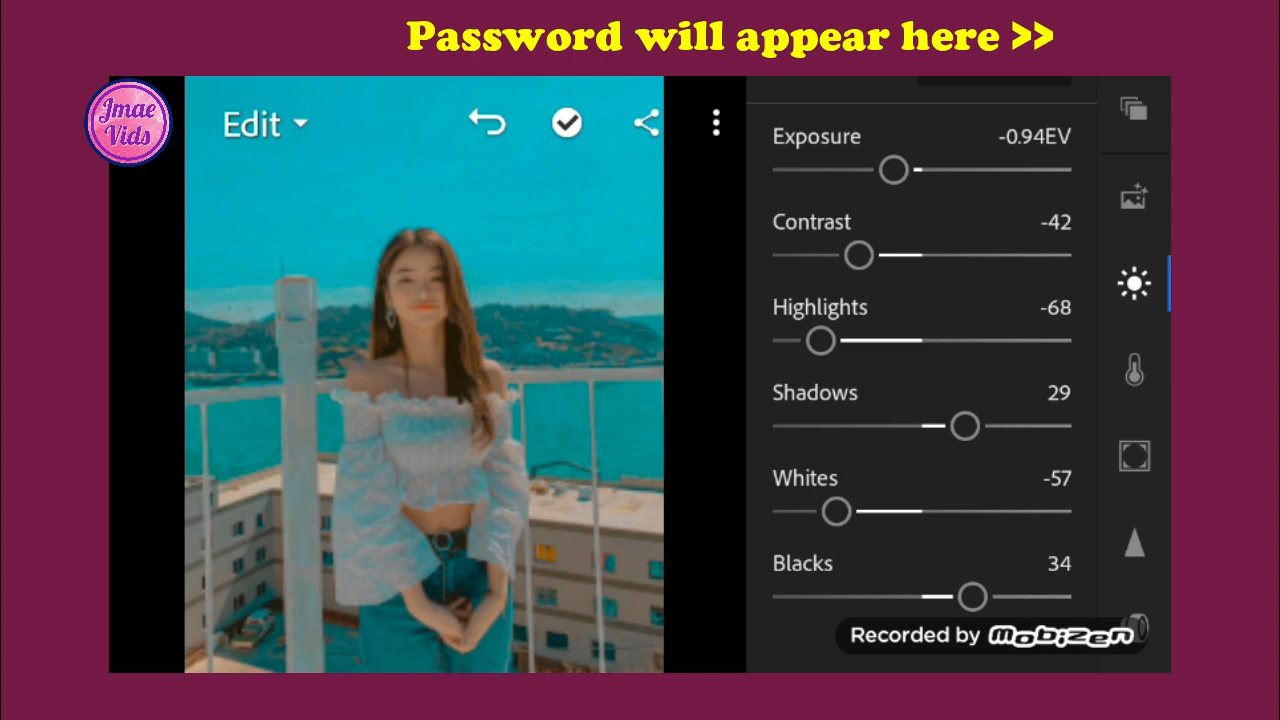 Password will appear here >>
Jmae
Vids
Edit
Exposure -0.94EV
Contrast -42
Highlights -68
Shadows 29
Whites -57
Blacks 34
Recorded by mobizen